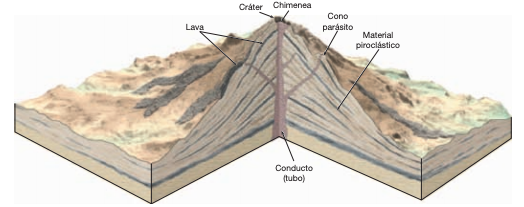 Cráter
Chimenea
Lava
Cono
parásito
Material
piroclástico
Conducto
(tubo)